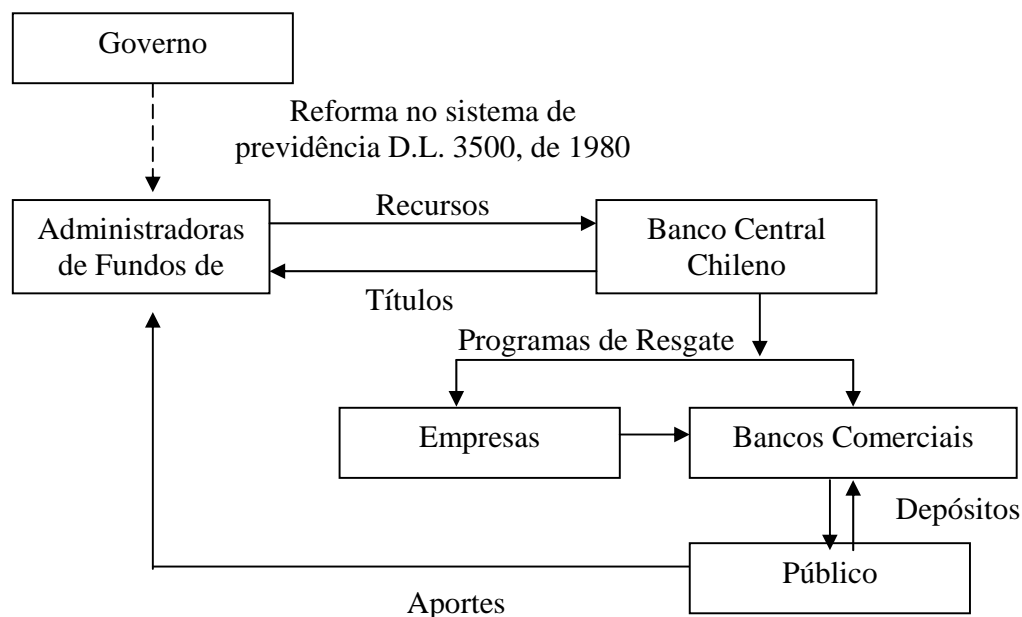 Governo
Reforma no sistema de
previdência D.L. 3500, de 1980
Administradoras
de Fundos de
Recursos
Banco Central
Chileno
Títulos
Programas de Resgate
Empresas
Bancos Comerciais
Depósitos
Público
Aportes